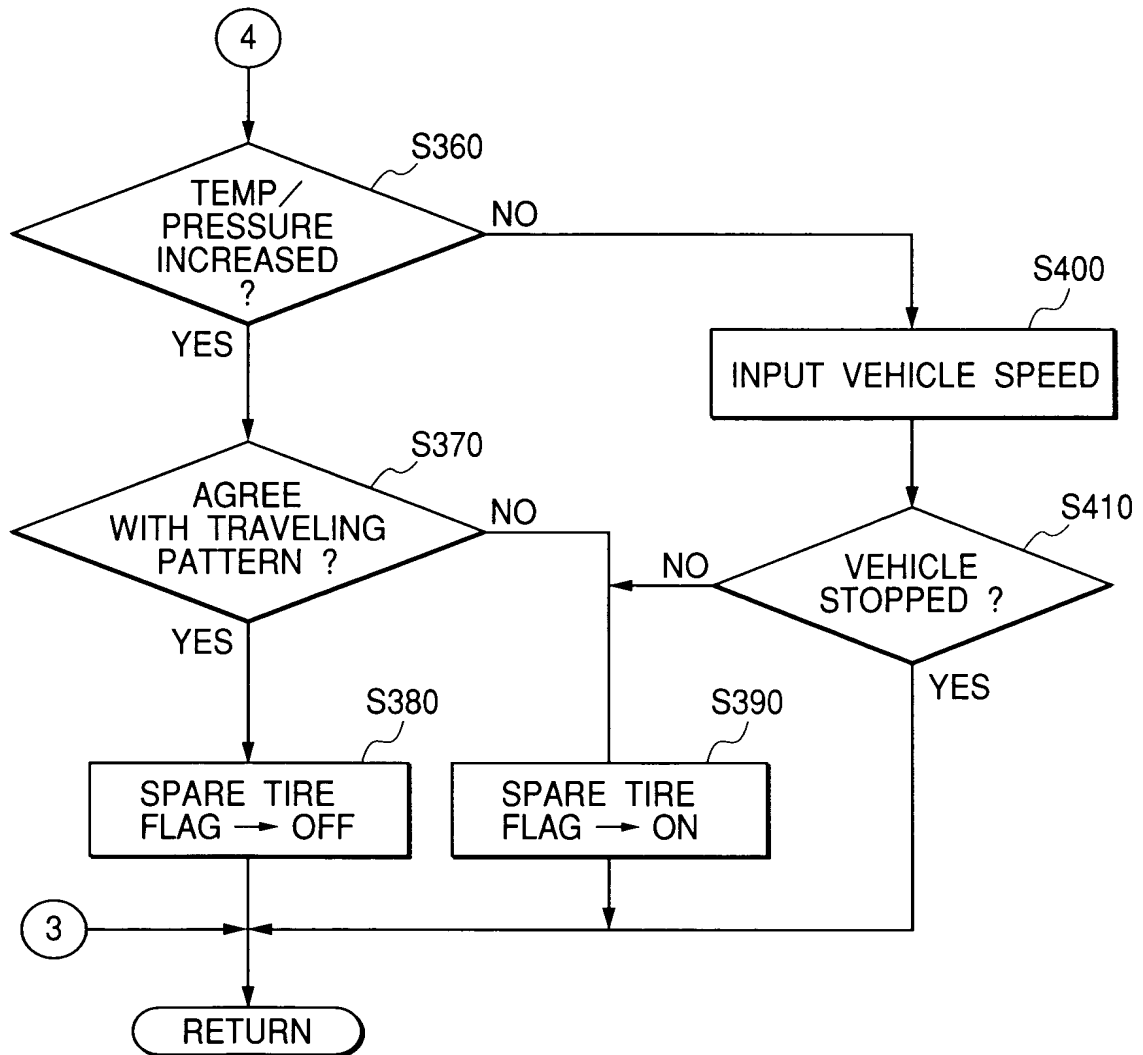 4
S360
TEMP/
PRESSURE
INCREASED
?
NO
YES
S400
INPUT VEHICLE SPEED
S370
AGREE
WITH TRAVELING
PATTERN ?
NO
YES
S410
VEHICLE
STOPPED ?
NO
YES
S380
SPARE TIRE
FLAG → OFF
S390
SPARE TIRE
FLAG → ON
3
RETURN